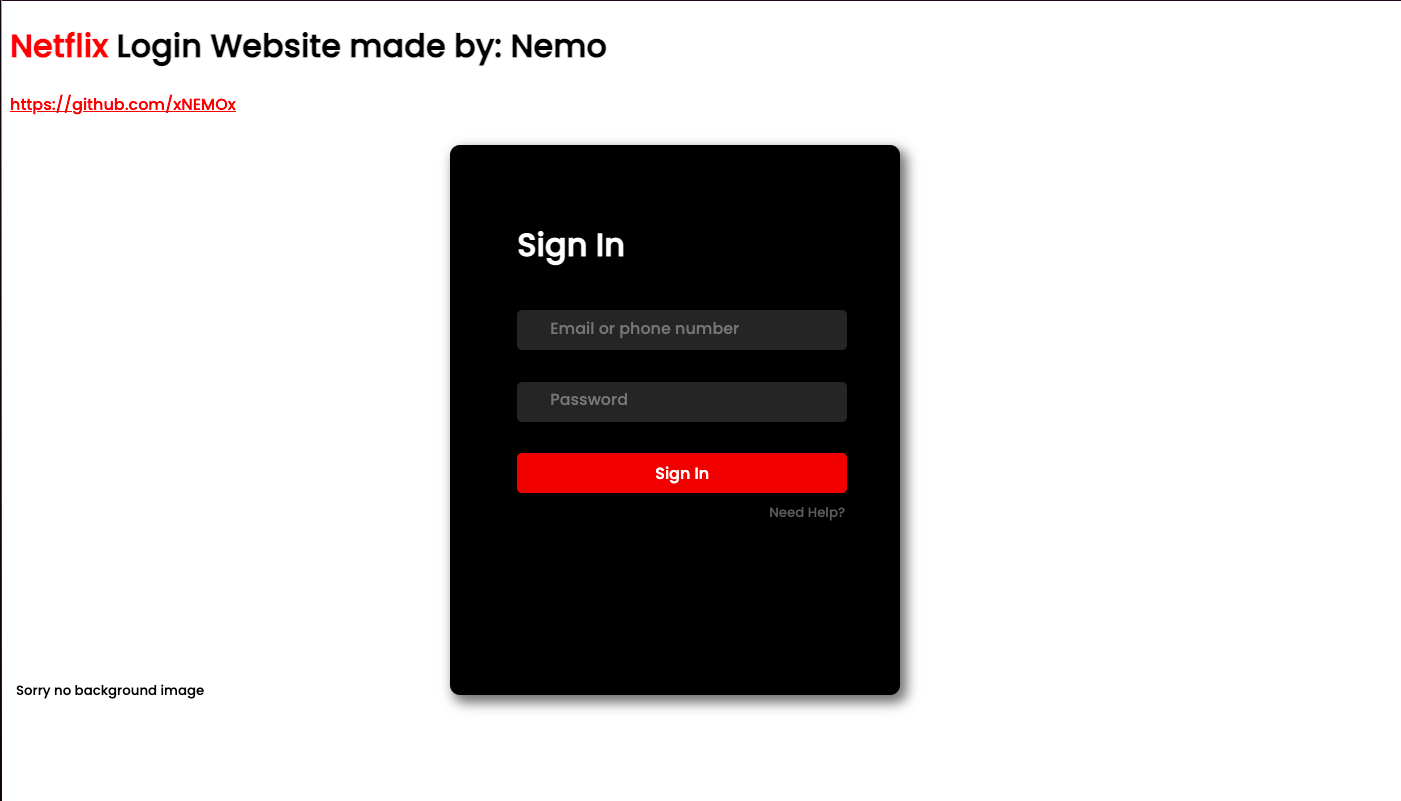 Netflix Login Website made by: Nemo
https://github.com/xNEMOx
Sign In
Email or phone number
Password
Sign In
Need Help?
Sorry no background image